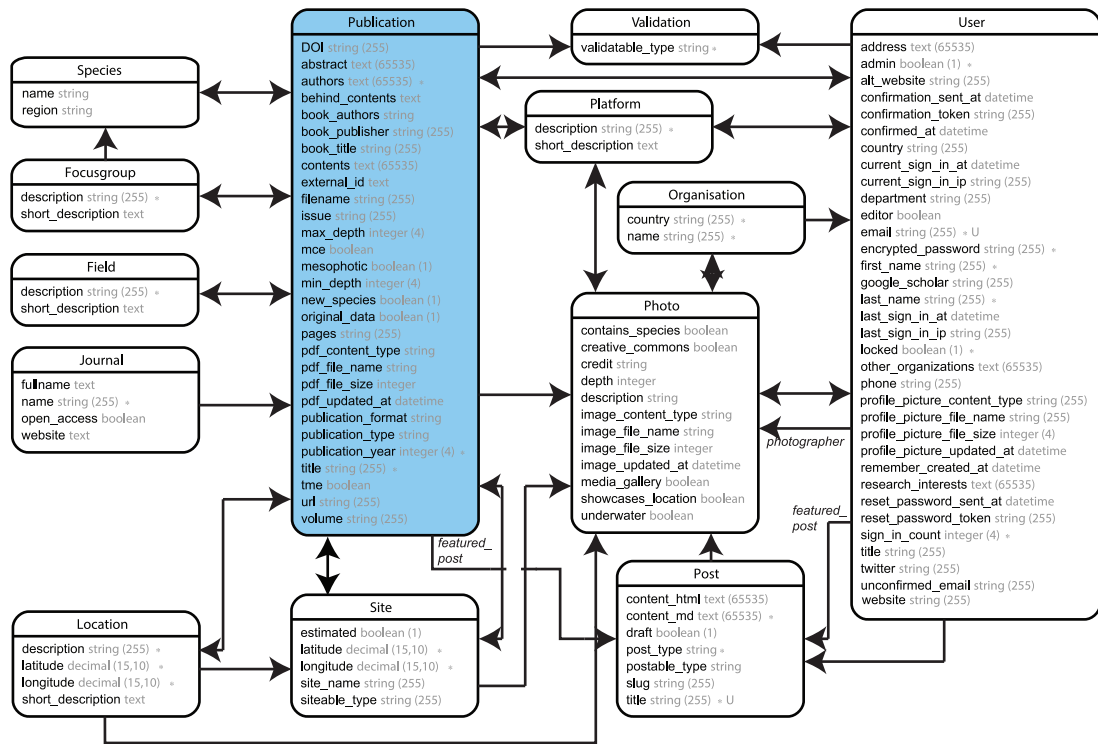 Publication
DOI string (255)
abstract text (65535)
authors text (65535) *
behind_contents text
book_authors string
book_publisher string (255)
book_title string (255)
contents text (65535)
external_id text
filename string (255)
issue string (255)
max_depth integer (4)
mce boolean
mesophotic boolean (1)
min_depth integer (4)
new_species boolean (1)
original_data boolean (1)
pages string (255)
pdf_content_type string
pdf_file_name string
pdf_file_size integer
pdf_updated_at datetime
publication_format string
publication_type string
publication_year integer (4) *
title string (255) *
tme boolean
url string (255)
volume string (255)
Validation
validatable_type string *
User
address text (65535)
admin boolean (1) *
alt_website string (255)
confirmation_sent_at datetime
confirmation_token string (255)
confirmed_at datetime
country string (255)
current_sign_in_at datetime
current_sign_in_ip string (255)
department string (255)
editor boolean
email string (255) * U
encrypted_password string (255) *
first_name string (255) *
google_scholar string (255)
last_name string (255) *
last_sign_in_at datetime
last_sign_in_ip string (255)
locked boolean (1) *
other_organizations text (65535)
phone string (255)
profile_picture_content_type string (255)
profile_picture_file_name string (255)
profile_picture_file_size integer (4)
profile_picture_updated_at datetime
remember_created_at datetime
research_interests text (65535)
reset_password_sent_at datetime
reset_password_token string (255)
sign_in_count integer (4) *
title string (255)
twitter string (255)
unconfirmed_email string (255)
website string (255)
Species
name string
region string
Platform
description string (255) *
short_description text
Focusgroup
description string (255) *
short_description text
Organisation
country string (255) *
name string (255) *
Field
description string (255) *
short_description text
Photo
contains_species boolean
creative_commons boolean
credit string
depth integer
description string
image_content_type string
image_file_name string
image_file_size integer
image_updated_at datetime
media_gallery boolean
showcases_location boolean
underwater boolean
Journal
fullname text
name string (255) *
open_access boolean
website text
photographer
featured_
post
featured_
post
Post
content_html text (65535)
content_md text (65535) *
draft boolean (1)
post_type string *
postable_type string
slug string (255)
title string (255) * U
Site
estimated boolean (1)
latitude decimal (15,10) *
longitude decimal (15,10) *
site_name string (255)
siteable_type string (255)
Location
description string (255) *
latitude decimal (15,10) *
longitude decimal (15,10) *
short_description text